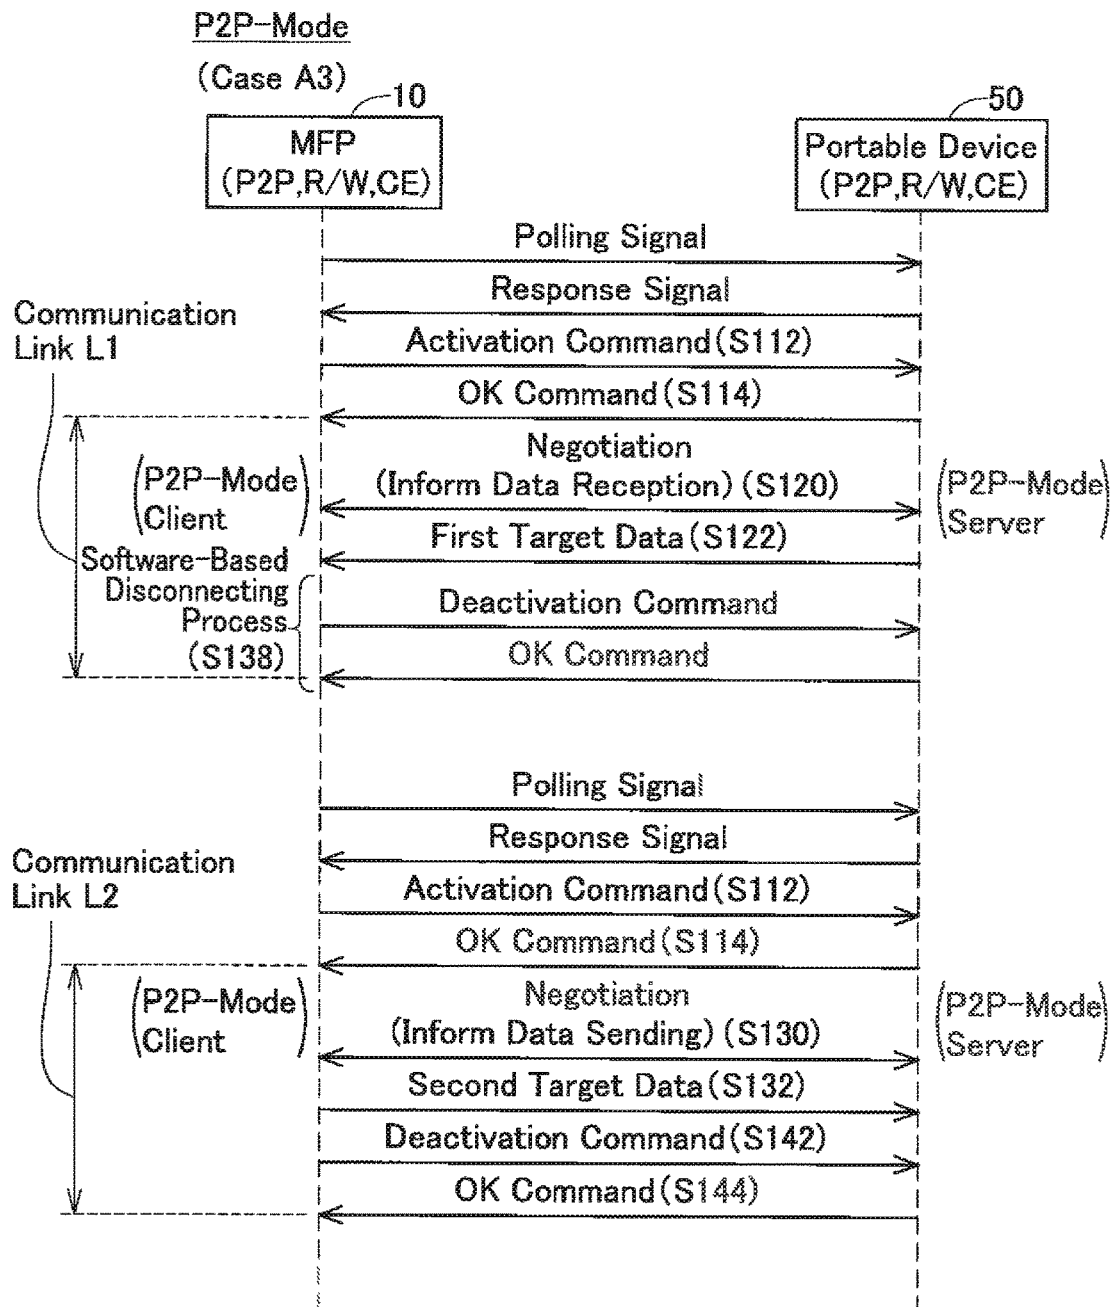 P2P-Mode
(Case A3)
10
50
MFP
(P2P,R/W,CE)
Portable Device
(P2P,R/W,CE)
Polling Signal
Response Signal
Communication
Link L1
Activation Command(S112)
OK Command(S114)
(P2P-Mode
Client)
Negotiation
(Inform Data Reception)(S120)
(P2P-Mode
Server)
First Target Data(S122)
Software-Based
Disconnecting
Process
(S138)
Deactivation Command
OK Command
Polling Signal
Response Signal
Communication
Link L2
Activation Command(S112)
OK Command(S114)
(P2P-Mode
Client)
Negotiation
(Inform Data Sending)(S130)
(P2P-Mode
Server)
Second Target Data(S132)
Deactivation Command(S142)
OK Command(S144)